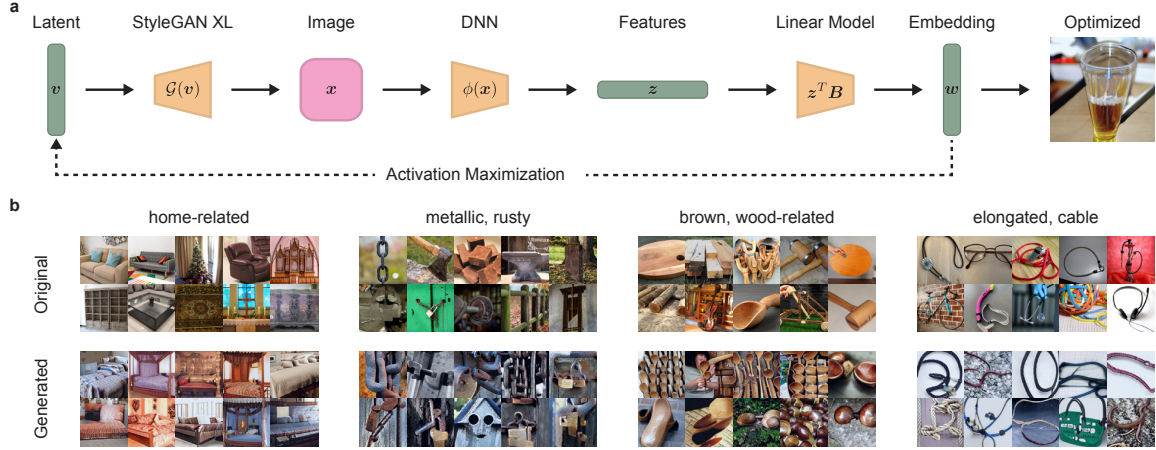 a
Latent StyleGAN XL Image DNN Features Linear Model Embedding Optimized
v 𝒢(v) x ϕ(x) z zᵀB w
Activation Maximization
b
home-related metallic, rusty brown, wood-related elongated, cable
Original
Generated